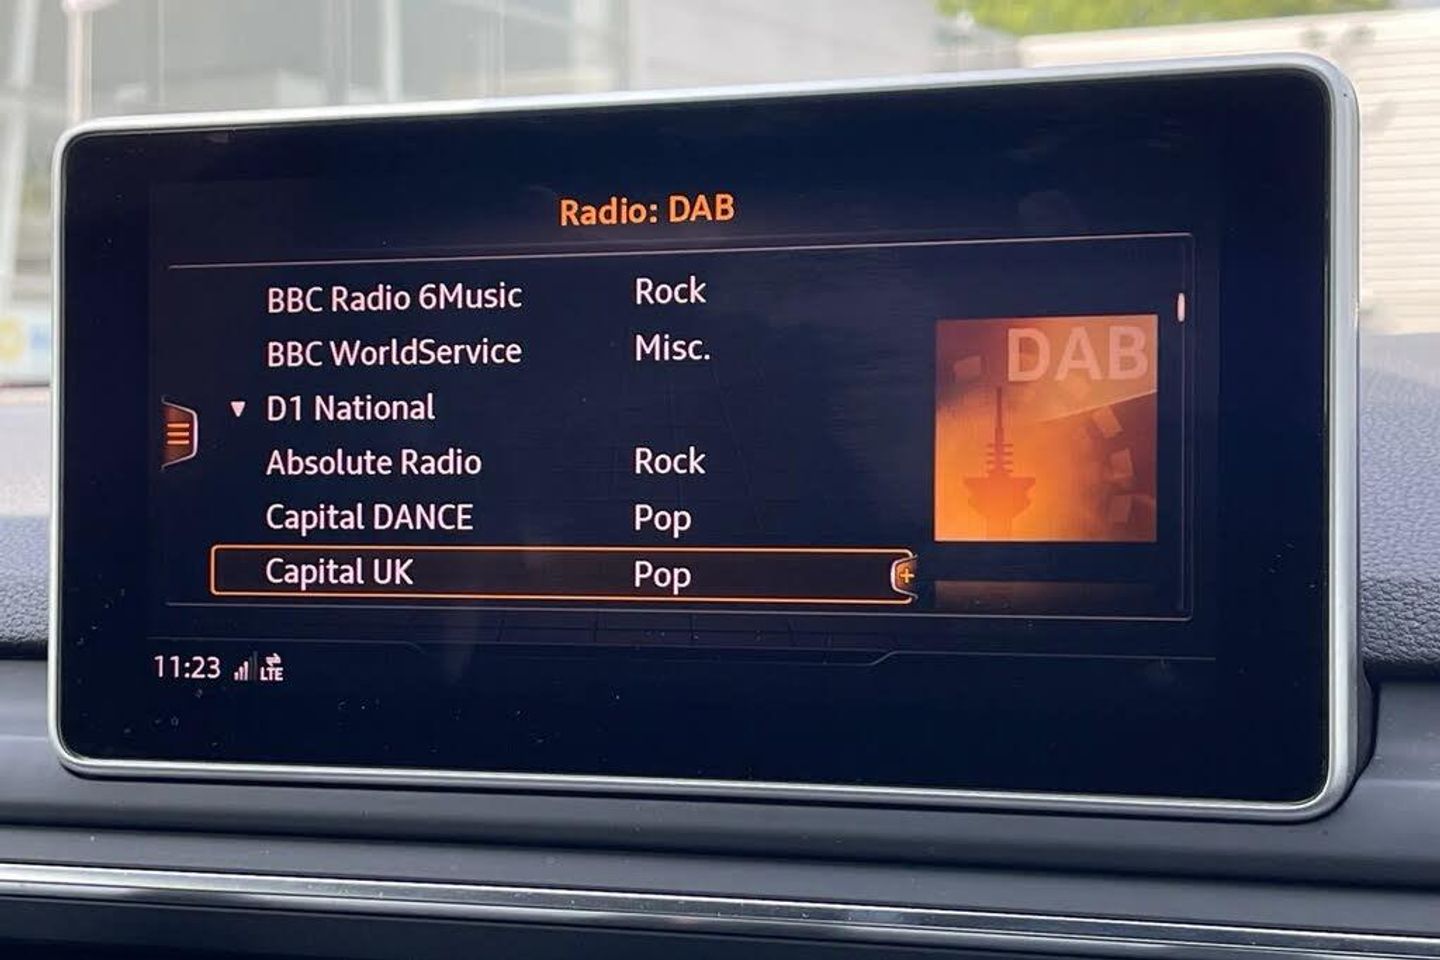 Radio: DAB
BBC Radio 6Music Rock
BBC WorldService Misc.
▼ D1 National
Absolute Radio Rock
Capital DANCE Pop
Capital UK Pop
DAB
11:23 LTE